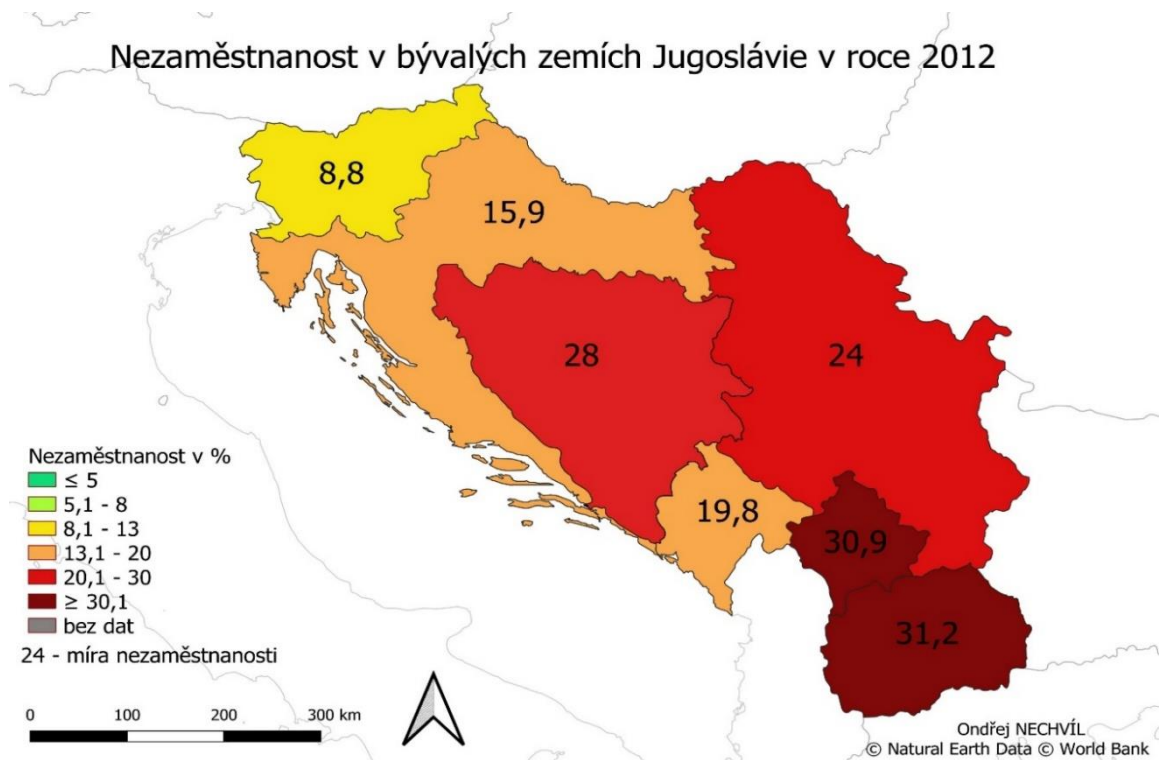 Nezaměstnanost v bývalých zemích Jugoslávie v roce 2012
8,8
15,9
28
24
19,8
30,9
31,2
Nezaměstnanost v %
≤ 5
5,1 - 8
8,1 - 13
13,1 - 20
20,1 - 30
≥ 30,1
bez dat
24 - míra nezaměstnanosti
0 100 200 300 km
Ondřej NECHVÍL
© Natural Earth Data © World Bank